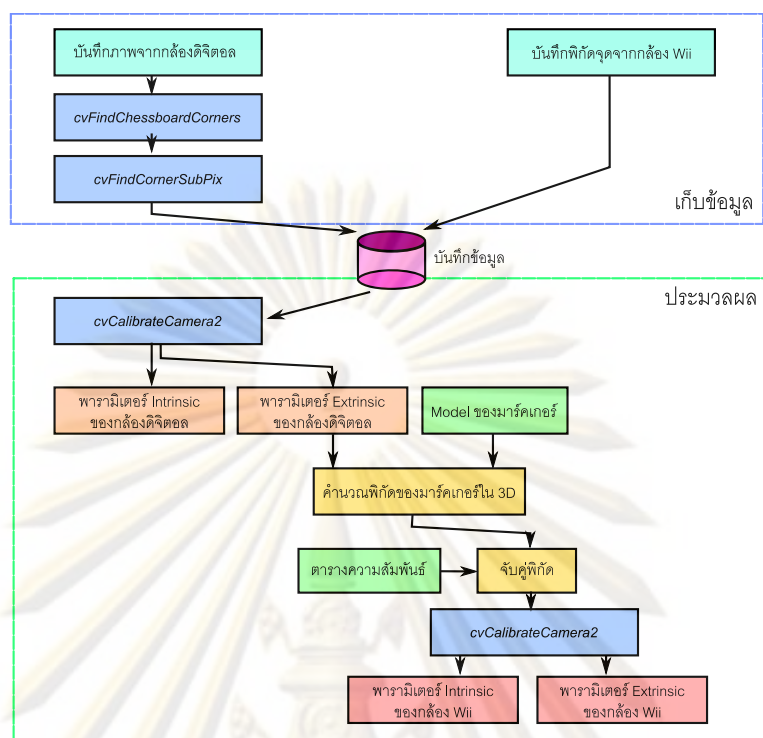 บันทึกภาพจากกล้องดิจิตอล
บันทึกพิกัดจุดจากกล้อง Wii
cvFindChessboardCorners
cvFindCornerSubPix
เก็บข้อมูล
บันทึกข้อมูล
ประมวลผล
cvCalibrateCamera2
พารามิเตอร์ Intrinsic
ของกล้องดิจิตอล
พารามิเตอร์ Extrinsic
ของกล้องดิจิตอล
Model ของมาร์คเกอร์
คำนวณพิกัดของมาร์คเกอร์ใน 3D
ตารางความสัมพันธ์
จับคู่พิกัด
cvCalibrateCamera2
พารามิเตอร์ Intrinsic
ของกล้อง Wii
พารามิเตอร์ Extrinsic
ของกล้อง Wii